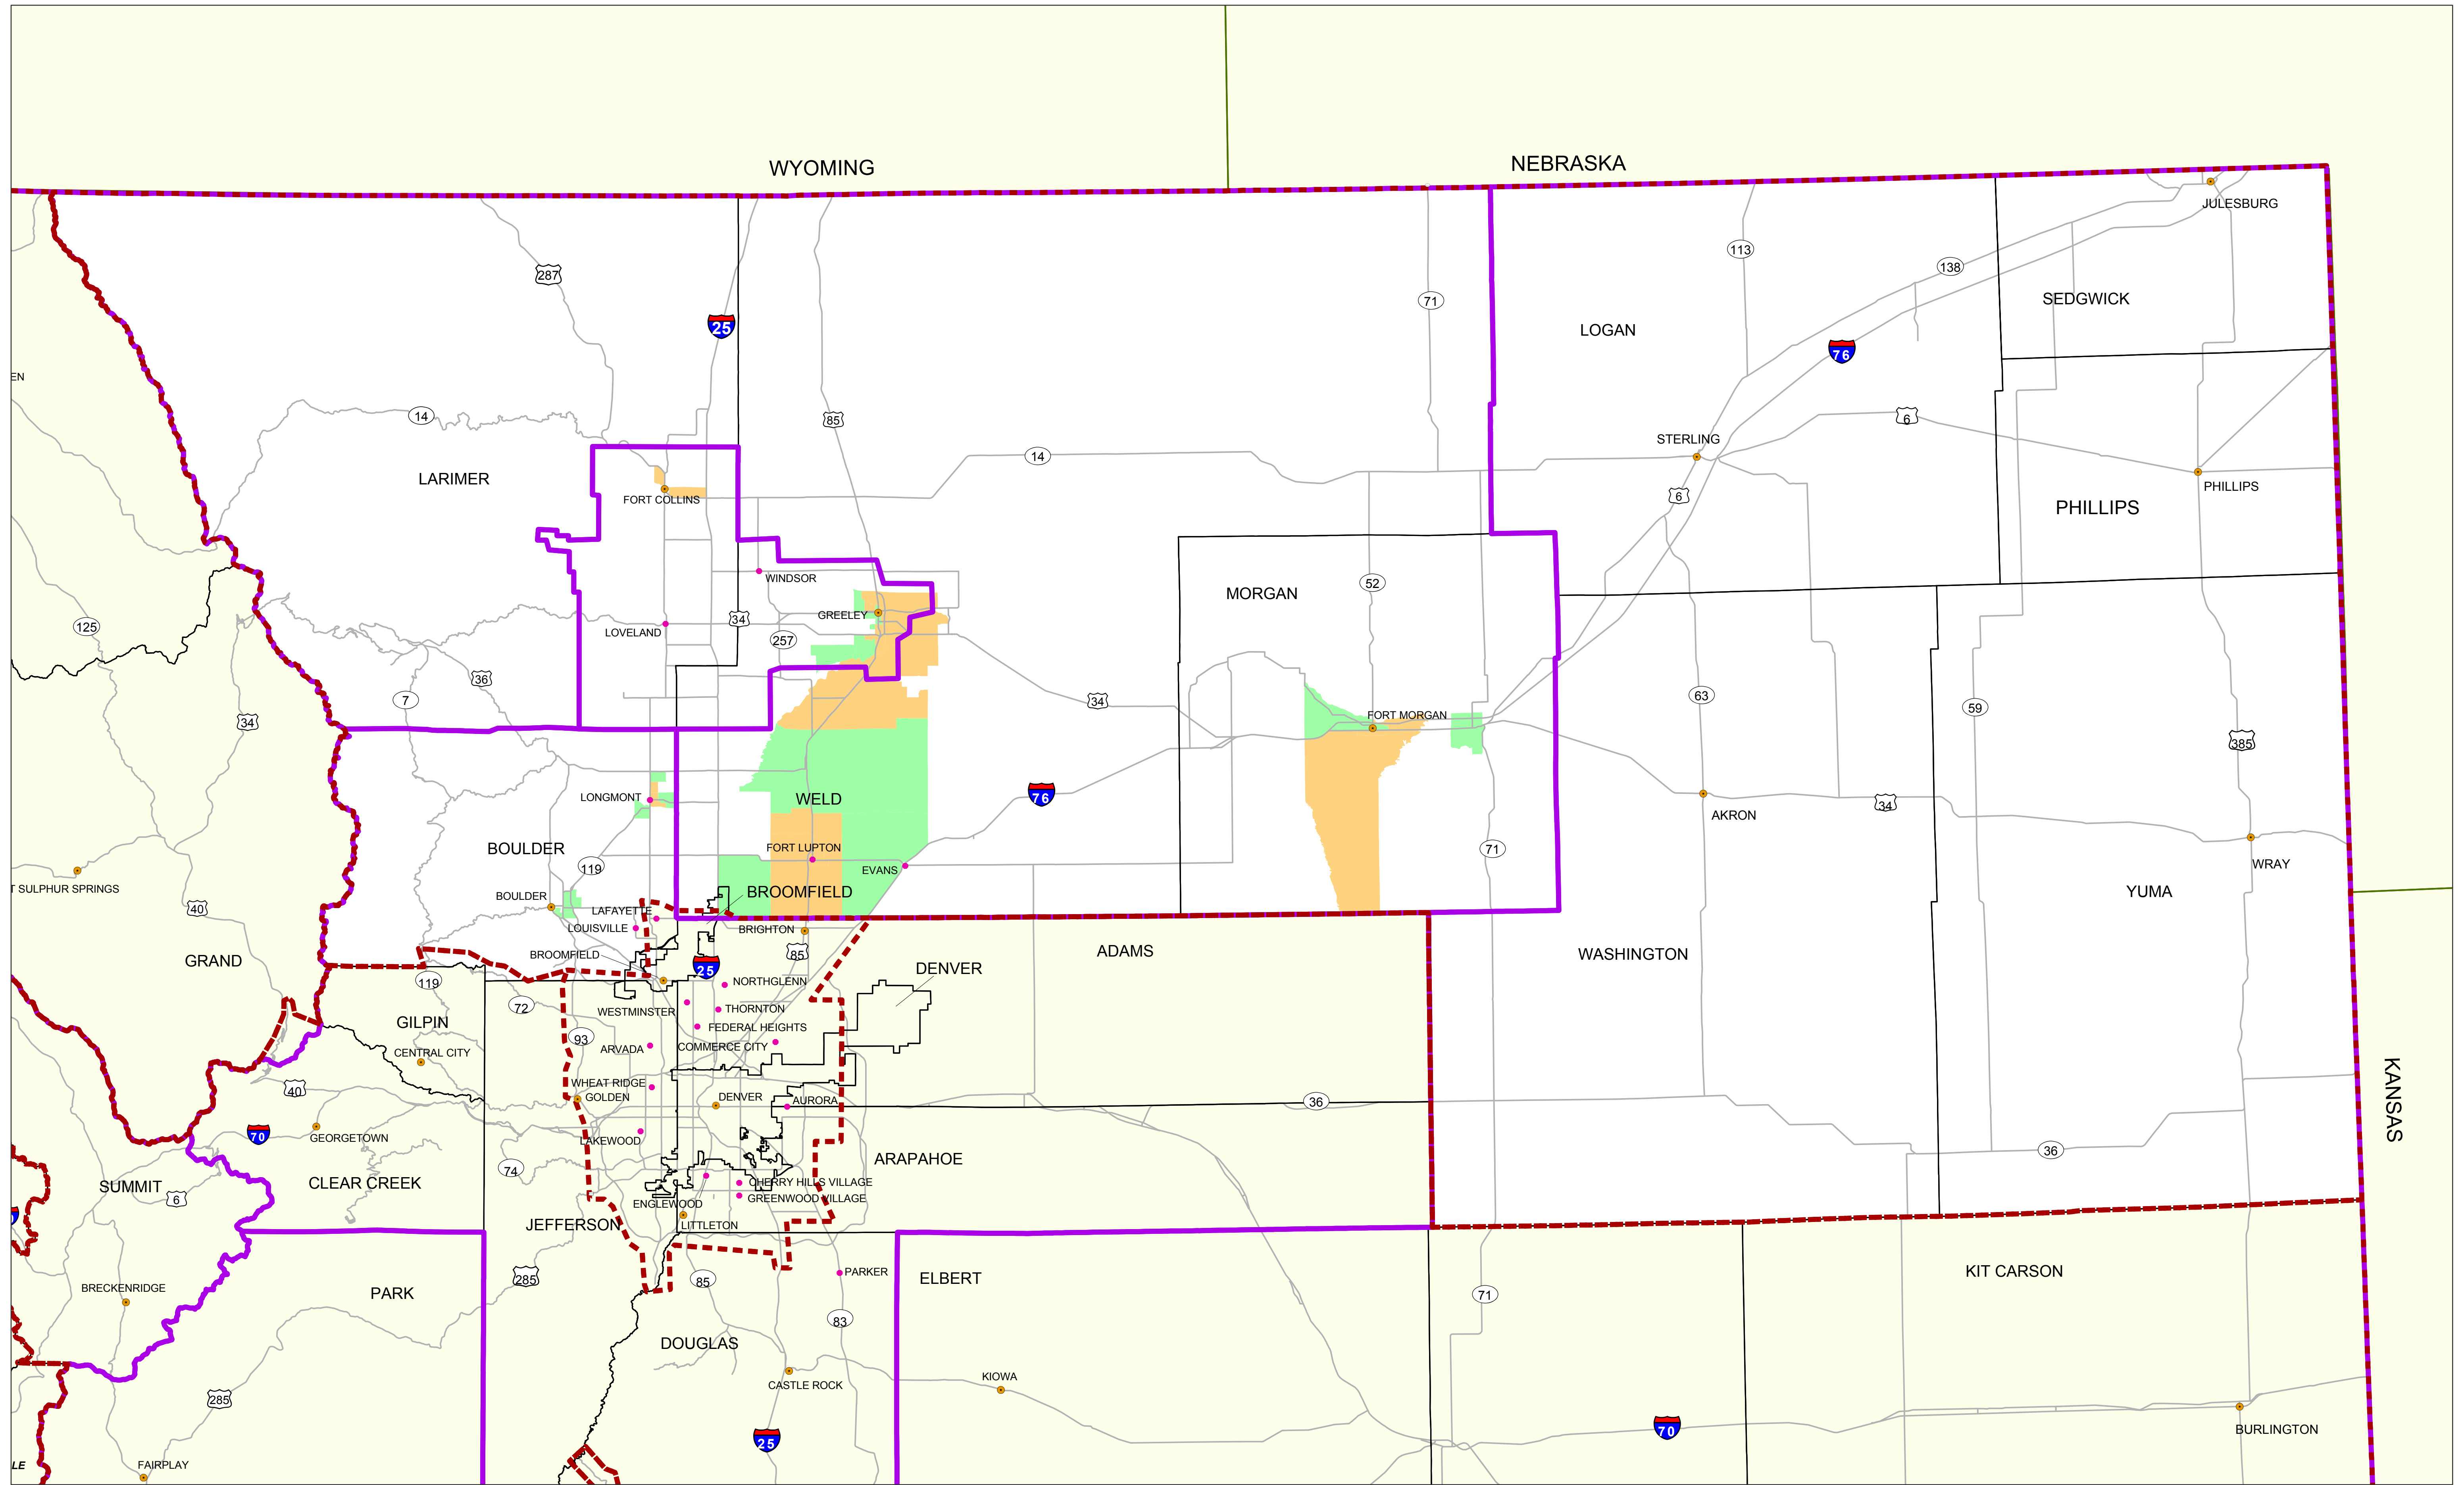 WYOMING
NEBRASKA
JULESBURG
287
113
138
SEDGWICK
71
25
LOGAN
76
EN
14
85
6
STERLING
14
LARIMER
PHILLIPS
FORT COLLINS
6
PHILLIPS
WINDSOR
52
MORGAN
GREELEY
34
125
LOVELAND
257
36
7
34
63
59
34
FORT MORGAN
385
LONGMONT
WELD
76
34
AKRON
BOULDER
FORT LUPTON
71
119
EVANS
WRAY
T SULPHUR SPRINGS
BROOMFIELD
YUMA
BOULDER
40
LAFAYETTE
LOUISVILLE
BRIGHTON
ADAMS
85
WASHINGTON
BROOMFIELD
GRAND
25
DENVER
119
NORTHGLENN
72
WESTMINSTER
THORNTON
GILPIN
FEDERAL HEIGHTS
93
COMMERCE CITY
ARVADA
CENTRAL CITY
KANSAS
WHEAT RIDGE
40
GOLDEN
DENVER
AURORA
36
70
GEORGETOWN
LAKEWOOD
36
ARAPAHOE
74
CLEAR CREEK
CHERRY HILLS VILLAGE
SUMMIT
6
GREENWOOD VILLAGE
ENGLEWOOD
JEFFERSON
LITTLETON
285
85
PARKER
ELBERT
KIT CARSON
BRECKENRIDGE
PARK
71
83
DOUGLAS
KIOWA
CASTLE ROCK
285
70
BURLINGTON
25
LE
FAIRPLAY